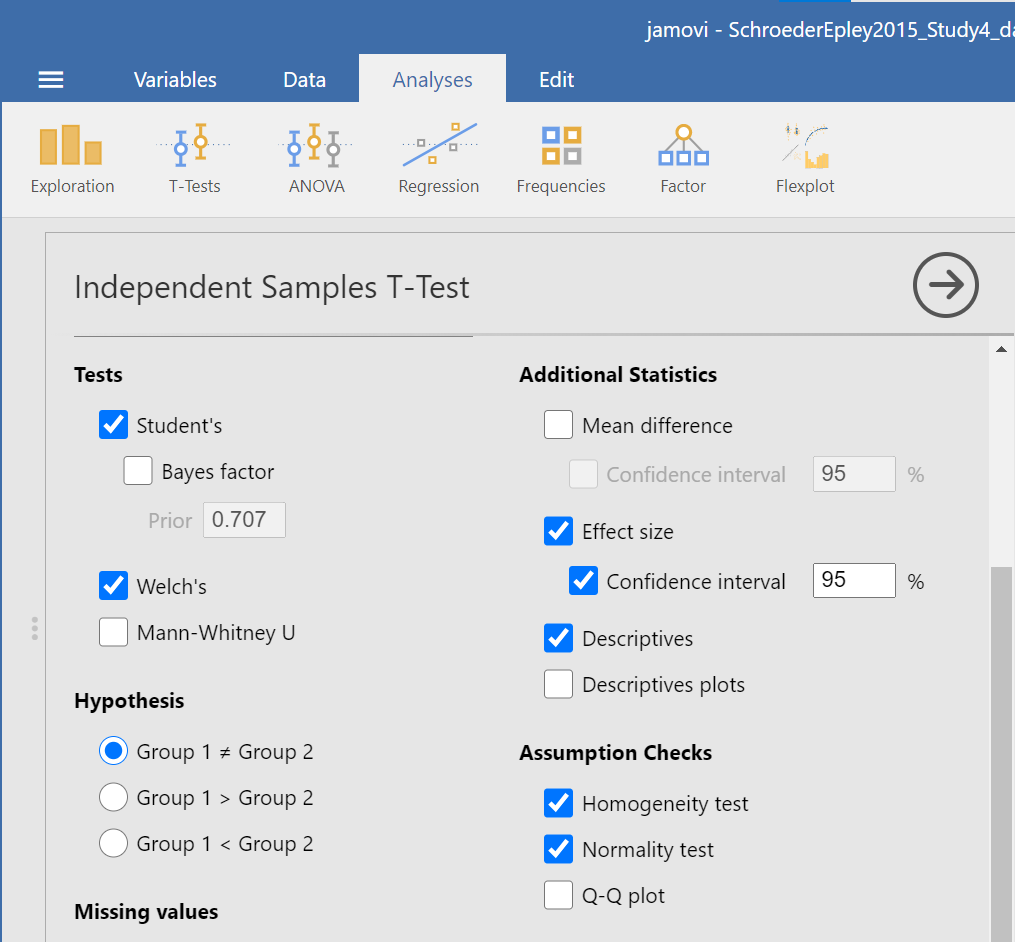 jamovi - SchroederEpley2015_Study4_da
Variables Data Analyses Edit
Exploration T-Tests ANOVA Regression Frequencies Factor Flexplot
Independent Samples T-Test
Tests
Student's
Bayes factor
Prior 0.707
Welch's
Mann-Whitney U
Hypothesis
Group 1 ≠ Group 2
Group 1 > Group 2
Group 1 < Group 2
Missing values
Additional Statistics
Mean difference
Confidence interval 95 %
Effect size
Confidence interval 95 %
Descriptives
Descriptives plots
Assumption Checks
Homogeneity test
Normality test
Q-Q plot